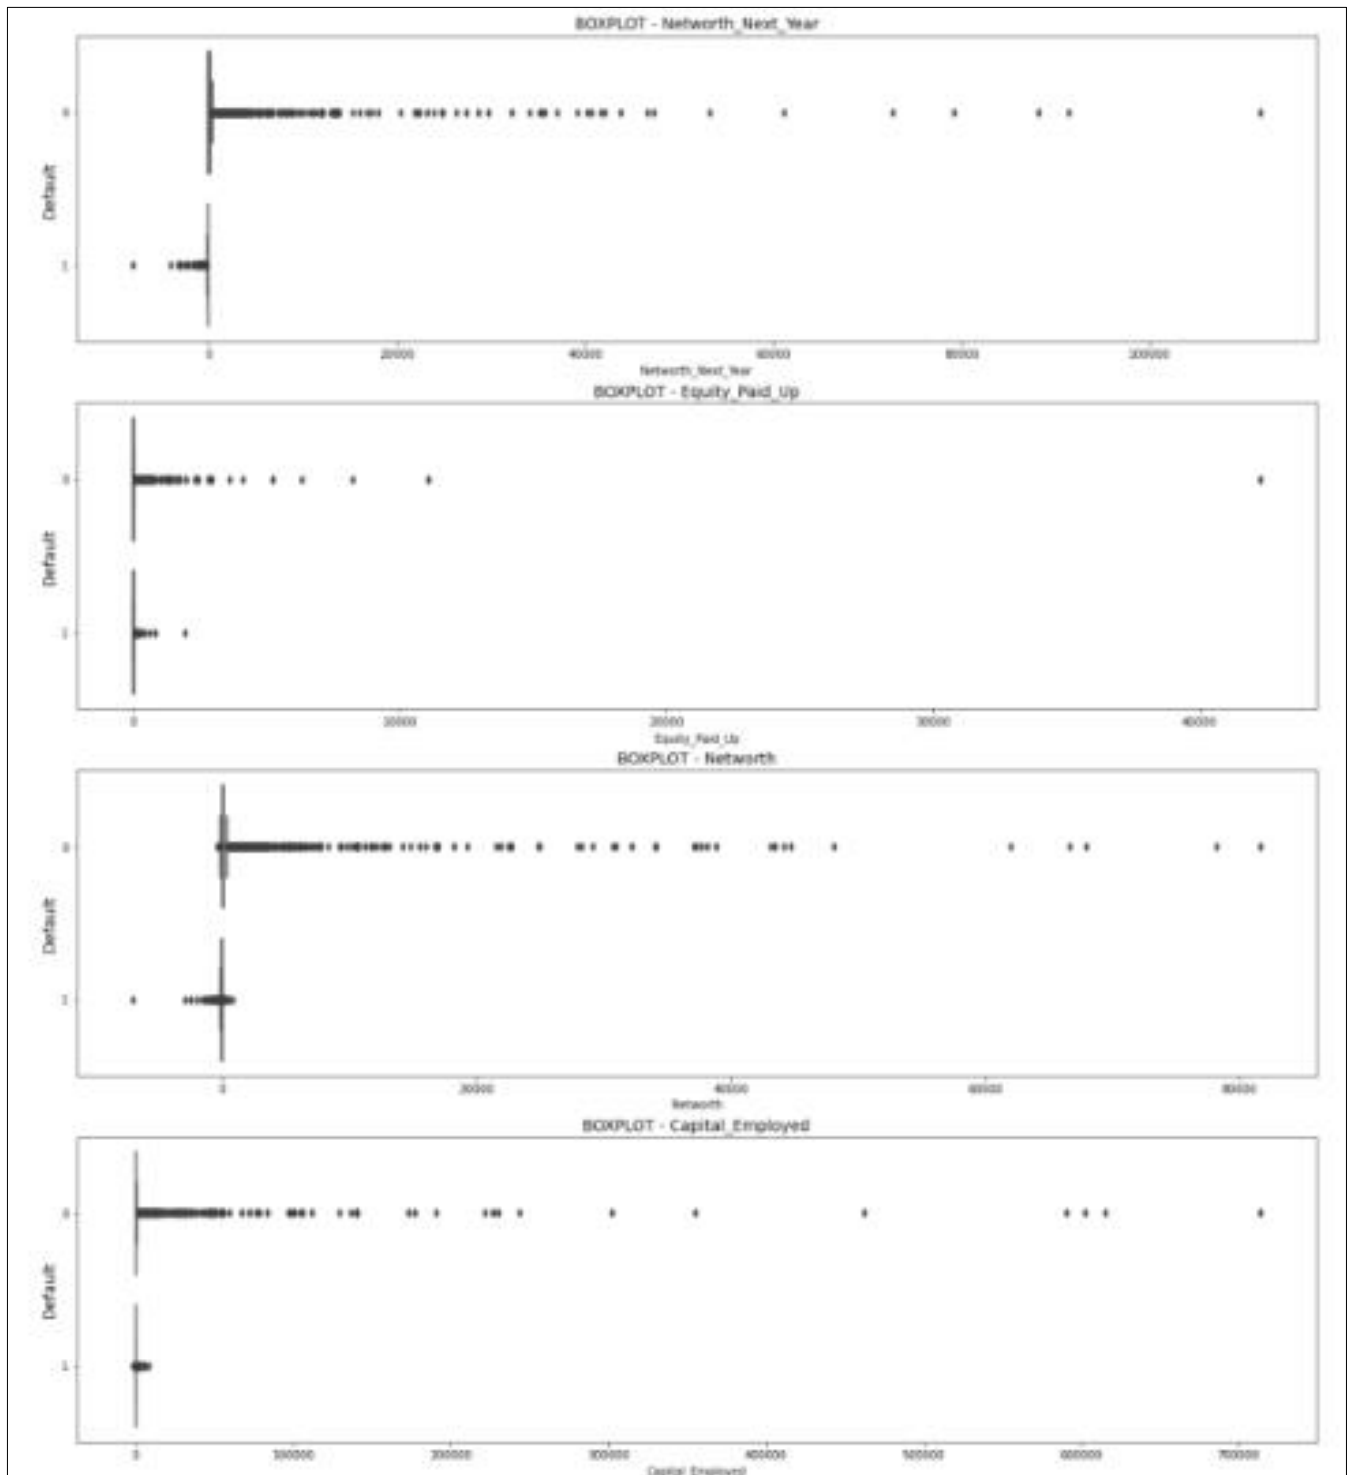 BOXPLOT - Networth_Next_Year
0
Default
1
0 20000 40000 60000 80000 100000
Networth_Next_Year
BOXPLOT - Equity_Paid_Up
0
Default
1
0 10000 20000 30000 40000
Equity_Paid_Up
BOXPLOT - Networth
0
Default
1
0 20000 40000 60000 80000
Networth
BOXPLOT - Capital_Employed
0
Default
1
0 100000 200000 300000 400000 500000 600000 700000
Capital_Employed